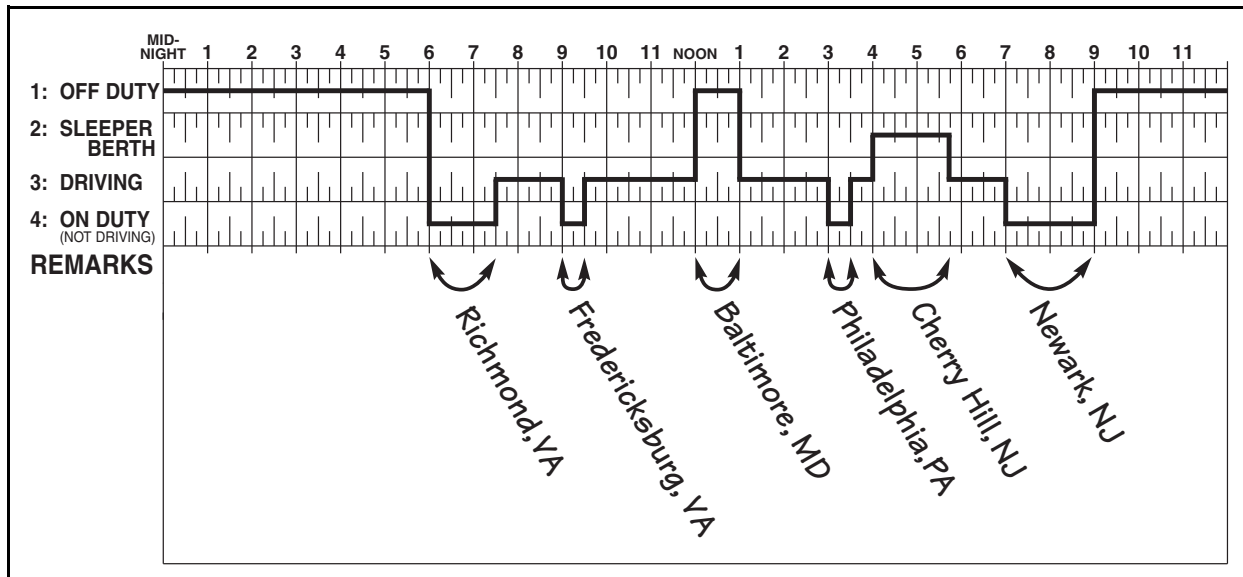 MID-
NIGHT 1 2 3 4 5 6 7 8 9 10 11 NOON 1 2 3 4 5 6 7 8 9 10 11
1: OFF DUTY
2: SLEEPER
BERTH
3: DRIVING
4: ON DUTY
(NOT DRIVING)
REMARKS
Richmond, VA
Fredericksburg, VA
Baltimore, MD
Philadelphia, PA
Cherry Hill, NJ
Newark, NJ